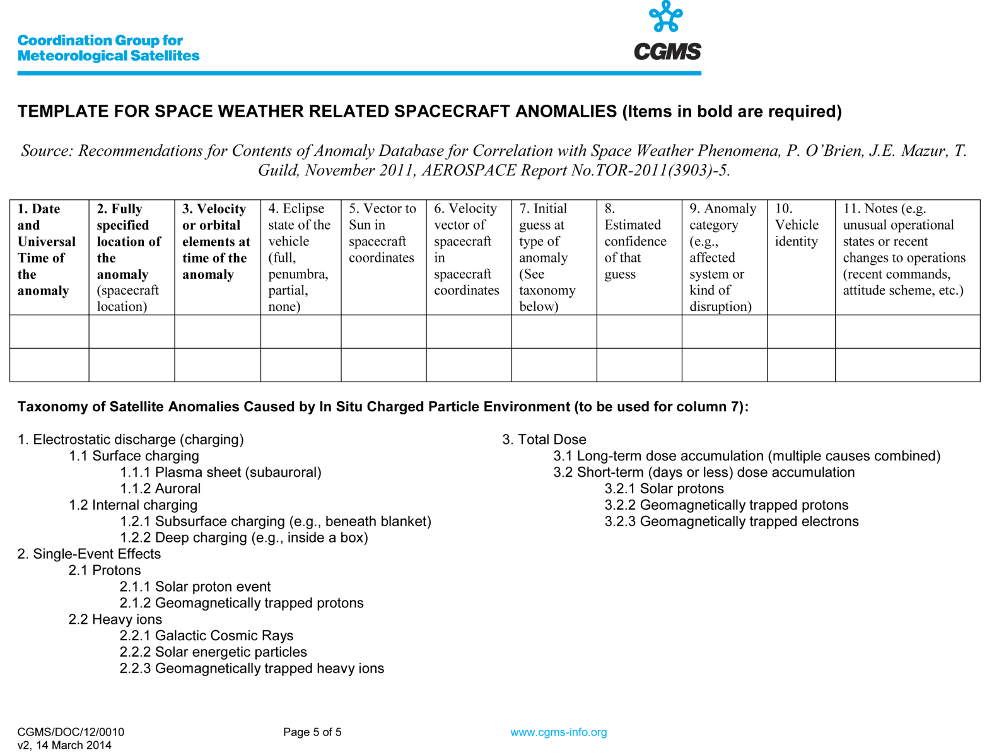 Coordination Group for
Meteorological Satellites
CGMS
TEMPLATE FOR SPACE WEATHER RELATED SPACECRAFT ANOMALIES (Items in bold are required)
Source: Recommendations for Contents of Anomaly Database for Correlation with Space Weather Phenomena, P. O’Brien, J.E. Mazur, T.
Guild, November 2011, AEROSPACE Report No.TOR-2011(3903)-5.
1. Date
and
Universal
Time of
the
anomaly
2. Fully
specified
location of
the
anomaly
(spacecraft
location)
3. Velocity
or orbital
elements at
time of the
anomaly
4. Eclipse
state of the
vehicle
(full,
penumbra,
partial,
none)
5. Vector to
Sun in
spacecraft
coordinates
6. Velocity
vector of
spacecraft
in
spacecraft
coordinates
7. Initial
guess at
type of
anomaly
(See
taxonomy
below)
8.
Estimated
confidence
of that
guess
9. Anomaly
category
(e.g.,
affected
system or
kind of
disruption)
10.
Vehicle
identity
11. Notes (e.g.
unusual operational
states or recent
changes to operations
(recent commands,
attitude scheme, etc.)
Taxonomy of Satellite Anomalies Caused by In Situ Charged Particle Environment (to be used for column 7):
1. Electrostatic discharge (charging)
1.1 Surface charging
1.1.1 Plasma sheet (subauroral)
1.1.2 Auroral
1.2 Internal charging
1.2.1 Subsurface charging (e.g., beneath blanket)
1.2.2 Deep charging (e.g., inside a box)
2. Single-Event Effects
2.1 Protons
2.1.1 Solar proton event
2.1.2 Geomagnetically trapped protons
2.2 Heavy ions
2.2.1 Galactic Cosmic Rays
2.2.2 Solar energetic particles
2.2.3 Geomagnetically trapped heavy ions
3. Total Dose
3.1 Long-term dose accumulation (multiple causes combined)
3.2 Short-term (days or less) dose accumulation
3.2.1 Solar protons
3.2.2 Geomagnetically trapped protons
3.2.3 Geomagnetically trapped electrons
CGMS/DOC/12/0010
v2, 14 March 2014
Page 5 of 5
www.cgms-info.org